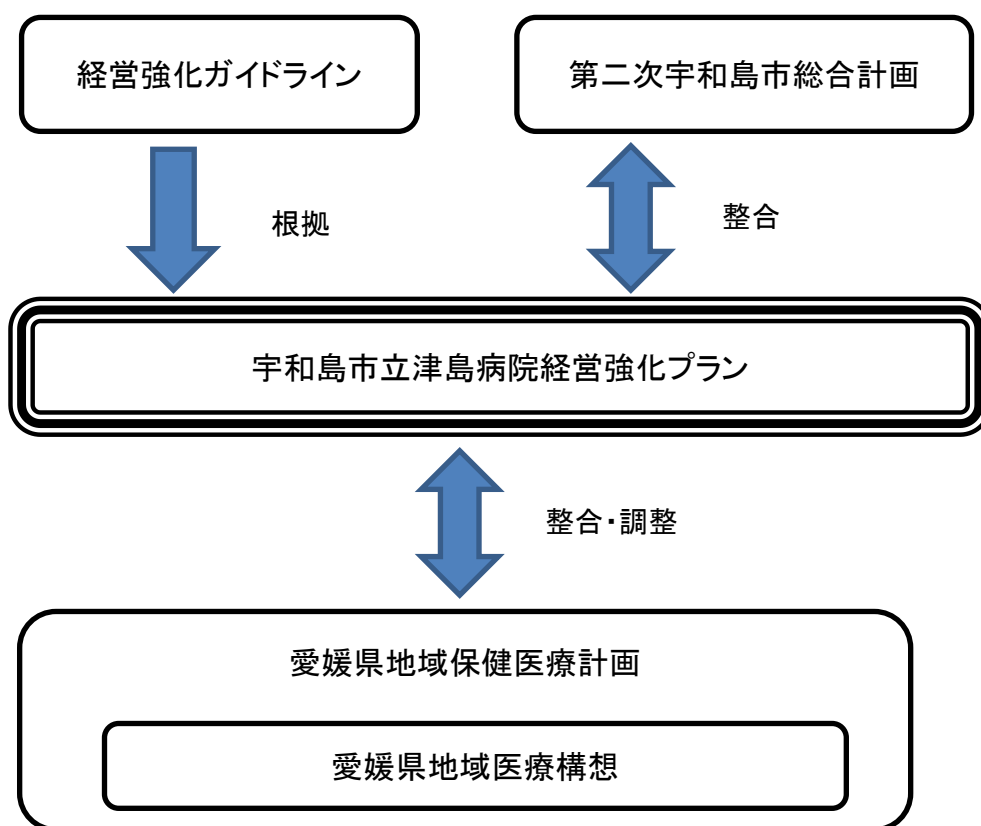 経営強化ガイドライン
第二次宇和島市総合計画
根拠
整合
宇和島市立津島病院経営強化プラン
整合・調整
愛媛県地域保健医療計画
愛媛県地域医療構想